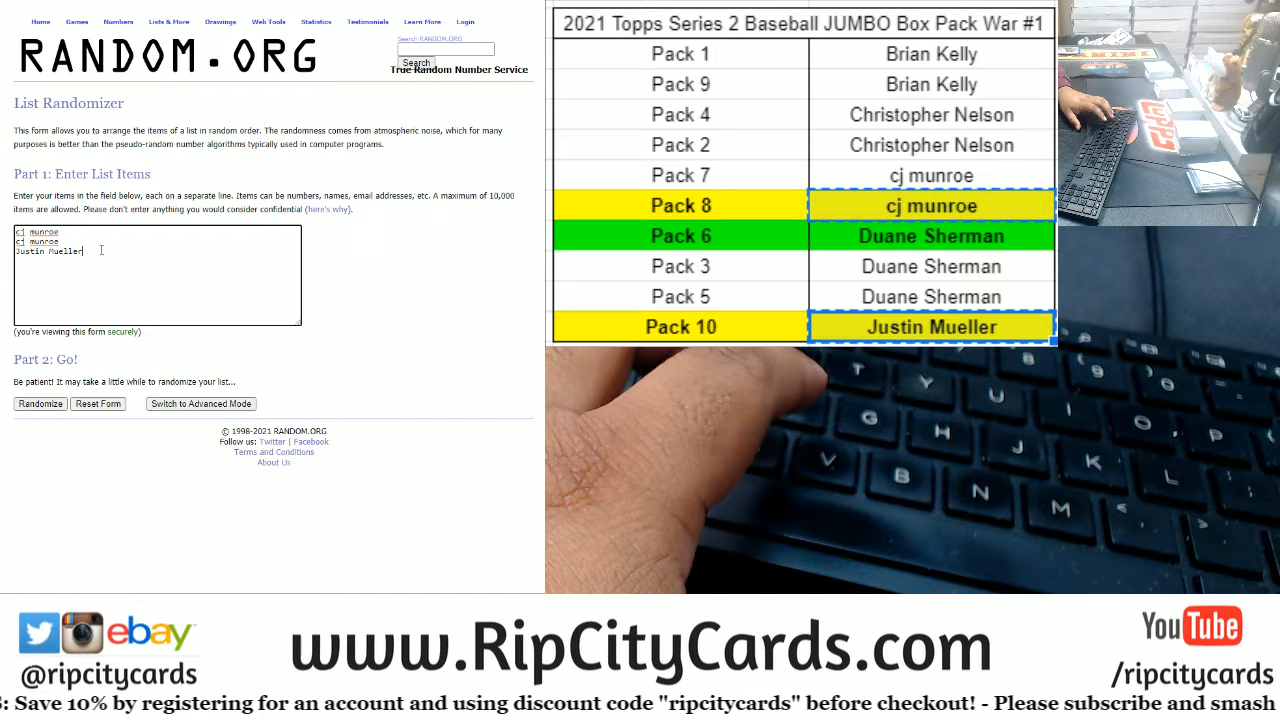 Home Games Numbers Lists & More Drawings Web Tools Statistics Testimonials Learn More Login
RANDOM.ORG
Search RANDOM.ORG
Search
True Random Number Service
List Randomizer
This form allows you to arrange the items of a list in random order. The randomness comes from atmospheric noise, which for many
purposes is better than the pseudo-random number algorithms typically used in computer programs.
Part 1: Enter List Items
Enter your items in the field below, each on a separate line. Items can be numbers, names, email addresses, etc. A maximum of 10,000
items are allowed. Please don't enter anything you would consider confidential (here's why).
cj munroe
cj munroe
Justin Mueller
(you're viewing this form securely)
Part 2: Go!
Be patient! It may take a little while to randomize your list...
Randomize Reset Form Switch to Advanced Mode
© 1998-2021 RANDOM.ORG
Follow us: Twitter | Facebook
Terms and Conditions
About Us
2021 Topps Series 2 Baseball JUMBO Box Pack War #1
Pack 1 Brian Kelly
Pack 9 Brian Kelly
Pack 4 Christopher Nelson
Pack 2 Christopher Nelson
Pack 7 cj munroe
Pack 8 cj munroe
Pack 6 Duane Sherman
Pack 3 Duane Sherman
Pack 5 Duane Sherman
Pack 10 Justin Mueller
T Y U I O P
G H J K L
V B N M
ebay
@ripcitycards
www.RipCityCards.com
YouTube
/ripcitycards
: Save 10% by registering for an account and using discount code "ripcitycards" before checkout! - Please subscribe and smash